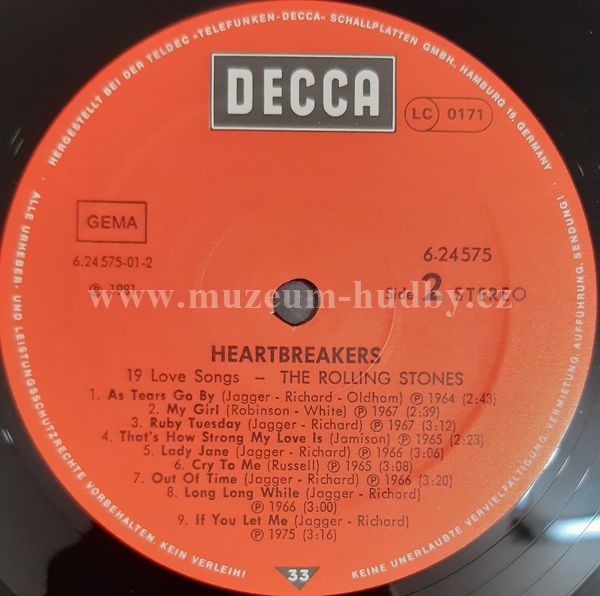 HERGESTELLT BEI DER TELDEC »TELEFUNKEN-DECCA« SCHALLPLATTEN GMBH., HAMBURG 19, GERMANY
DECCA
LC 0171
GEMA
6.24 575-01-2
℗ 1981
6.24575
Side 2 STEREO
www.muzeum-hudby.cz
HEARTBREAKERS
19 Love Songs – THE ROLLING STONES
1. As Tears Go By (Jagger - Richard - Oldham) ℗ 1964 (2:43)
2. My Girl (Robinson - White) ℗ 1967 (2:39)
3. Ruby Tuesday (Jagger - Richard) ℗ 1967 (3:12)
4. That's How Strong My Love Is (Jamison) ℗ 1965 (2:23)
5. Lady Jane (Jagger - Richard) ℗ 1966 (3:06)
6. Cry To Me (Russell) ℗ 1965 (3:08)
7. Out Of Time (Jagger - Richard) ℗ 1966 (3:20)
8. Long Long While (Jagger - Richard)
℗ 1966 (3:00)
9. If You Let Me (Jagger - Richard)
℗ 1975 (3:16)
33
ALLE URHEBER- UND LEISTUNGSSCHUTZRECHTE VORBEHALTEN. KEIN VERLEIH!
KEINE UNERLAUBTE VERVIELFÄLTIGUNG, VERMIETUNG, AUFFÜHRUNG, SENDUNG!